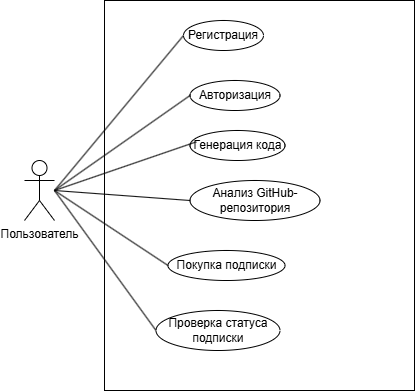 Регистрация
Авторизация
Генерация кода
Анализ GitHub-
репозитория
Пользователь
Покупка подписки
Проверка статуса
подписки